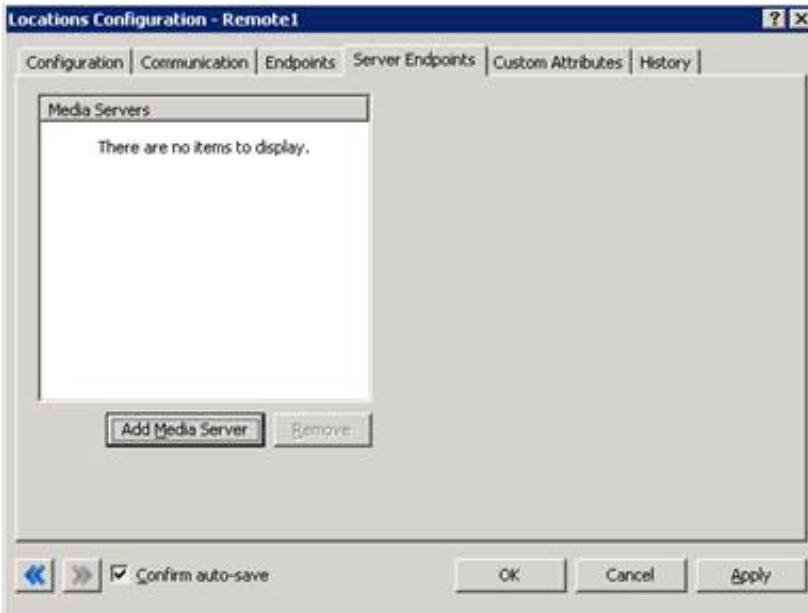 Locations Configuration - Remote1
Configuration
Communication
Endpoints
Server Endpoints
Custom Attributes
History
Media Servers
There are no items to display.
Add Media Server
Remove
Confirm auto-save
OK
Cancel
Apply